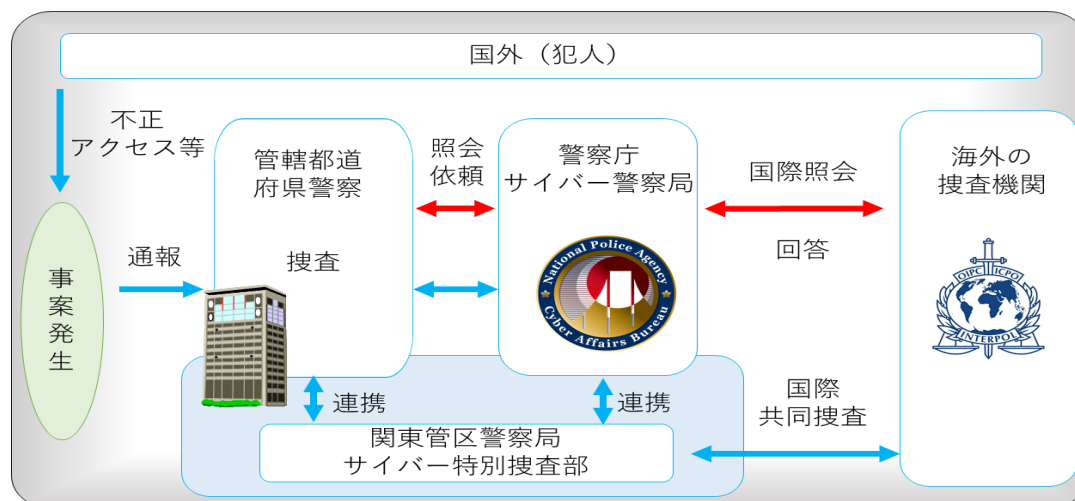 国外（犯人）
不正
アクセス等
事案発生
通報
管轄都道
府県警察
捜査
照会
依頼
警察庁
サイバー警察局
National Police Agency
Cyber Affairs Bureau
国際照会
回答
海外の
捜査機関
OIPC ICPO
INTERPOL
連携
連携
国際
共同捜査
関東管区警察局
サイバー特別捜査部